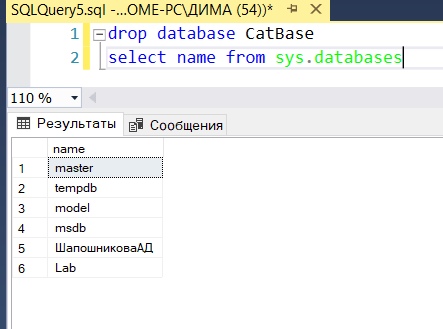 SQLQuery5.sql -...OME-PC\ДИМА (54))*
1 drop database CatBase
2 select name from sys.databases
110 %
Результаты Сообщения
name
1 master
2 tempdb
3 model
4 msdb
5 ШапошниковаАД
6 Lab